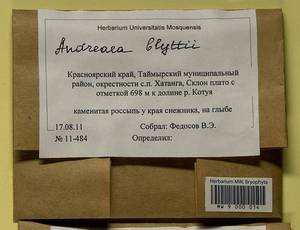 Herbarium Universitatis Mosquensis
Andreaea blyttii
Красноярский край, Таймырский муниципальный
район, окрестности с.п. Хатанга, Склон плато с
отметкой 698 м к долине р. Котуя
каменитая россыпь у края снежника, на глыбе
17.08.11 Собрал: Федосов В.Э.
№ 11-484 Определил:
Herbarium MW, Bryophyta
MW 9 000 014